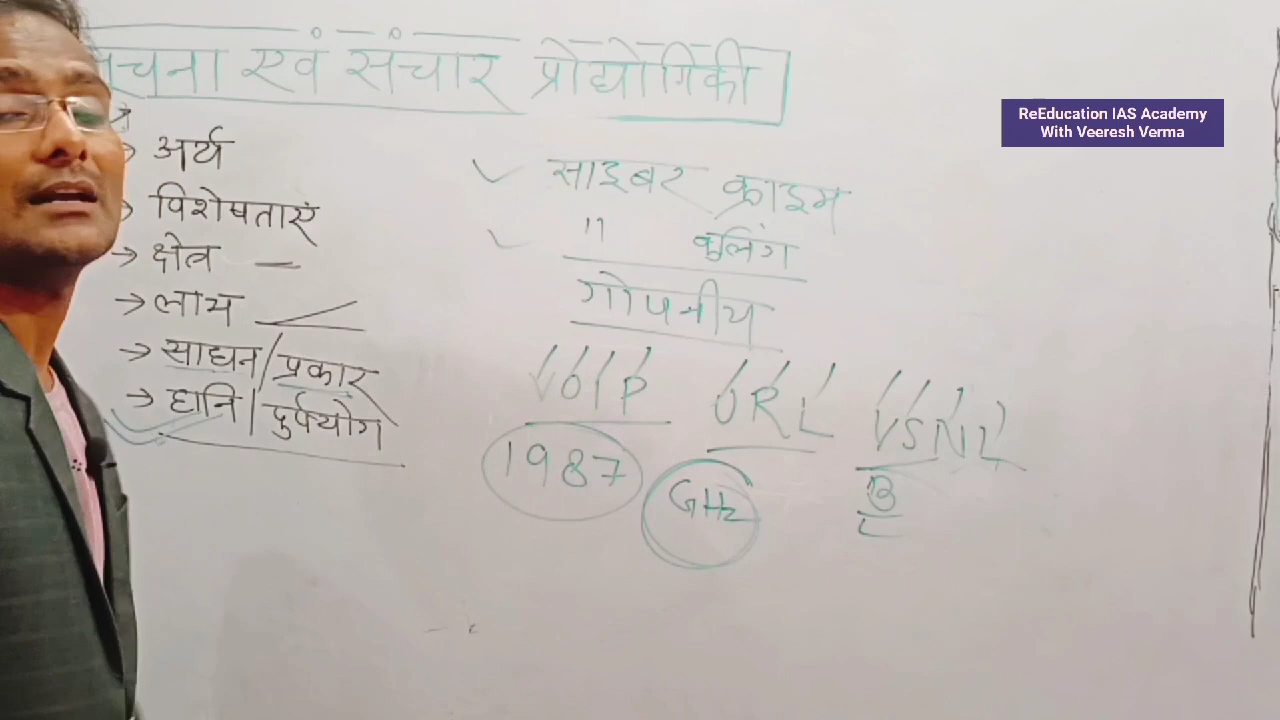 सूचना एवं संचार प्रोद्योगिकी
ReEducation IAS Academy
With Veeresh Verma
→ अर्थ
→ विशेषताएं
→ क्षेत्र —
→ लाभ
→ साधन/प्रकार
→ हानि/दुर्पयोग
✓ साइबर क्राइम
✓ " वूलिंग
गोपनीय
VOIP URL VSNL
1987 GHz B